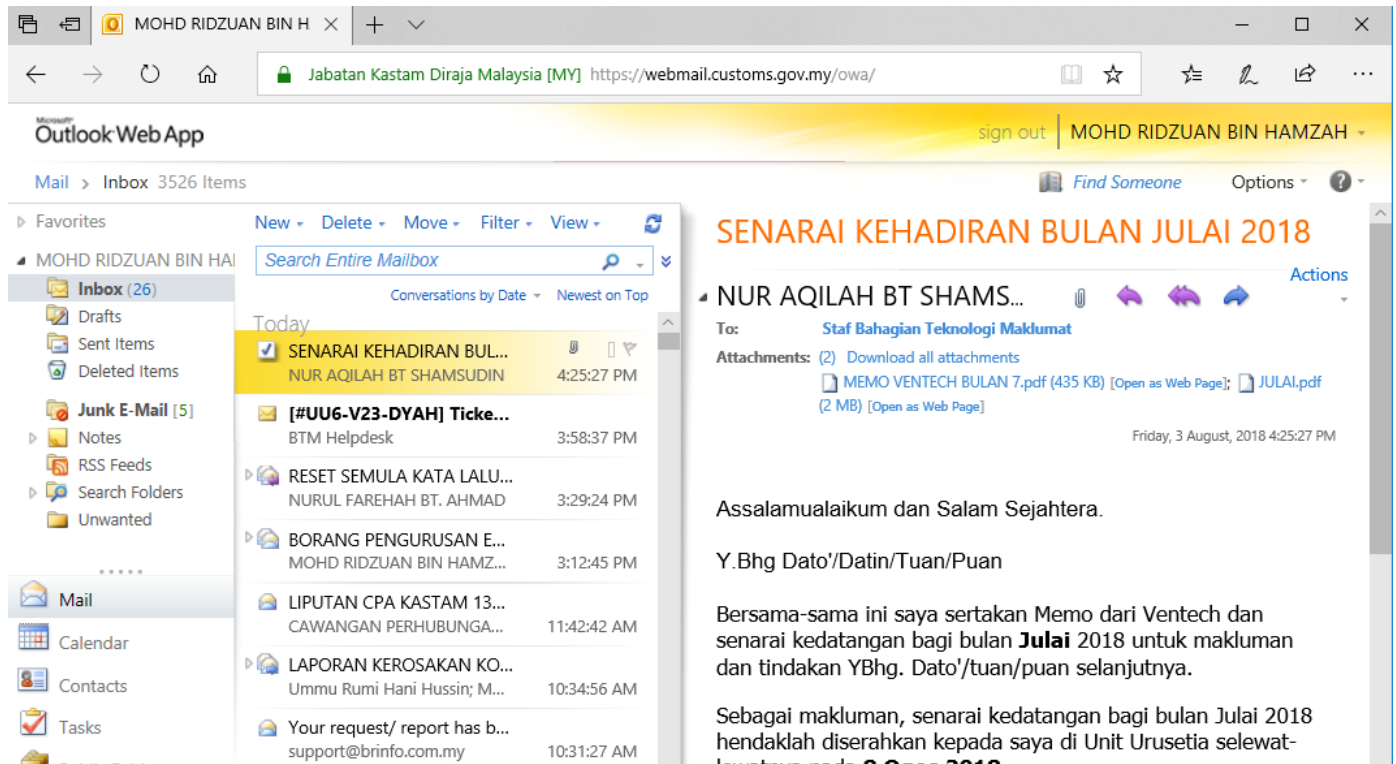 MOHD RIDZUAN BIN H
Jabatan Kastam Diraja Malaysia [MY] https://webmail.customs.gov.my/owa/
Microsoft®
Outlook Web App
sign out MOHD RIDZUAN BIN HAMZAH
Mail > Inbox 3526 Items
Find Someone Options
Favorites
MOHD RIDZUAN BIN HA
Inbox (26)
Drafts
Sent Items
Deleted Items
Junk E-Mail [5]
Notes
RSS Feeds
Search Folders
Unwanted
Mail
Calendar
Contacts
Tasks
New Delete Move Filter View
Search Entire Mailbox
Conversations by Date Newest on Top
Today
SENARAI KEHADIRAN BUL...
NUR AQILAH BT SHAMSUDIN 4:25:27 PM
[#UU6-V23-DYAH] Ticke...
BTM Helpdesk 3:58:37 PM
RESET SEMULA KATA LALU...
NURUL FAREHAH BT. AHMAD 3:29:24 PM
BORANG PENGURUSAN E...
MOHD RIDZUAN BIN HAMZ... 3:12:45 PM
LIPUTAN CPA KASTAM 13...
CAWANGAN PERHUBUNGA... 11:42:42 AM
LAPORAN KEROSAKAN KO...
Ummu Rumi Hani Hussin; M... 10:34:56 AM
Your request/ report has b...
support@brinfo.com.my 10:31:27 AM
SENARAI KEHADIRAN BULAN JULAI 2018
Actions
NUR AQILAH BT SHAMS...
To: Staf Bahagian Teknologi Maklumat
Attachments: (2) Download all attachments
MEMO VENTECH BULAN 7.pdf (435 KB) [Open as Web Page]; JULAI.pdf
(2 MB) [Open as Web Page]
Friday, 3 August, 2018 4:25:27 PM
Assalamualaikum dan Salam Sejahtera.
Y.Bhg Dato'/Datin/Tuan/Puan
Bersama-sama ini saya sertakan Memo dari Ventech dan
senarai kedatangan bagi bulan Julai 2018 untuk makluman
dan tindakan YBhg. Dato'/tuan/puan selanjutnya.
Sebagai makluman, senarai kedatangan bagi bulan Julai 2018
hendaklah diserahkan kepada saya di Unit Urusetia selewat-